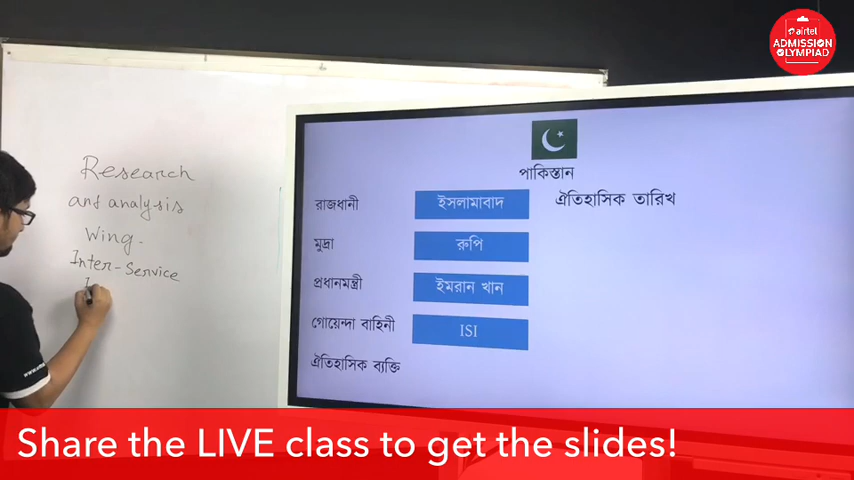 airtel
ADMISSION
OLYMPIAD
Research
and analysis
Wing.
Inter-Service
I
পাকিস্তান
রাজধানী ইসলামাবাদ ঐতিহাসিক তারিখ
মুদ্রা রুপি
প্রধানমন্ত্রী ইমরান খান
গোয়েন্দা বাহিনী ISI
ঐতিহাসিক ব্যক্তি
Share the LIVE class to get the slides!